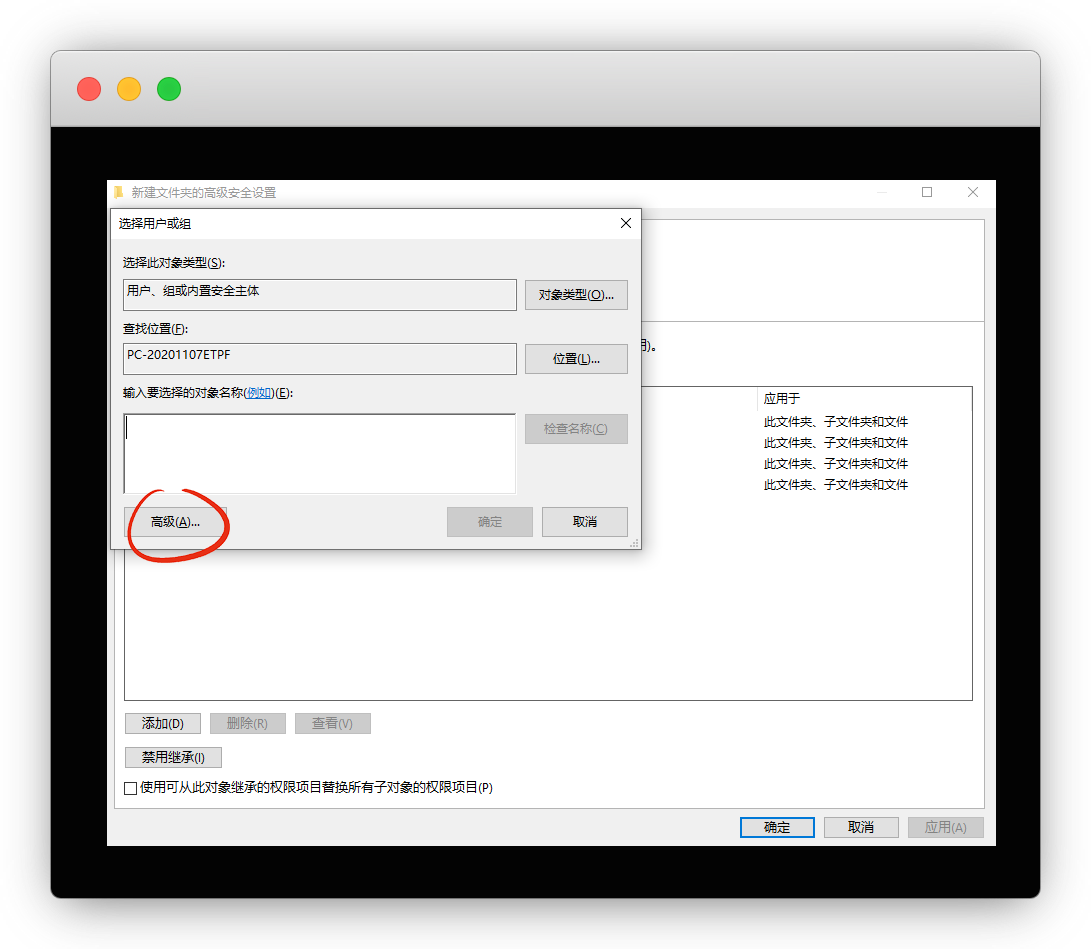 新建文件夹的高级安全设置
选择用户或组
选择此对象类型(S):
用户、组或内置安全主体
对象类型(O)...
查找位置(F):
PC-20201107ETPF
位置(L)...
输入要选择的对象名称(例如)(E):
检查名称(C)
高级(A)...
确定
取消
)。
应用于
此文件夹、子文件夹和文件
此文件夹、子文件夹和文件
此文件夹、子文件夹和文件
此文件夹、子文件夹和文件
添加(D)
删除(R)
查看(V)
禁用继承(I)
使用可从此对象继承的权限项目替换所有子对象的权限项目(P)
确定
取消
应用(A)